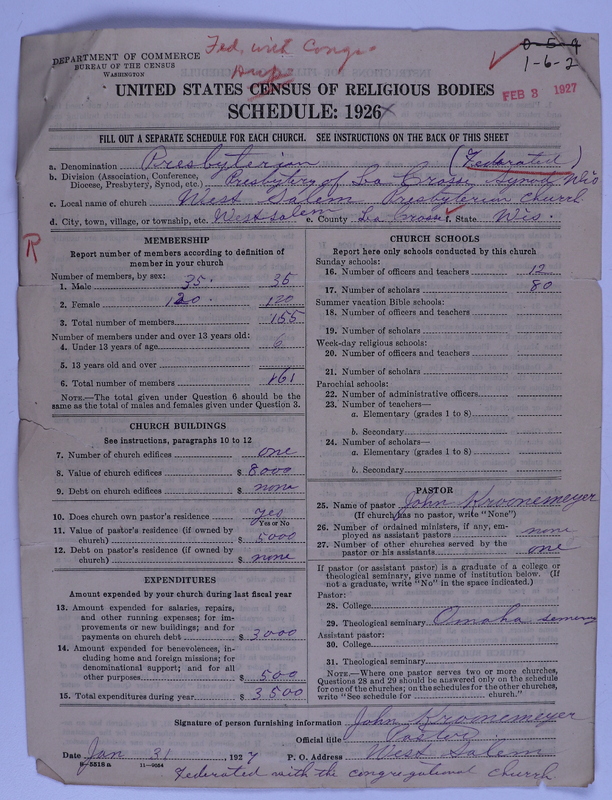 Fed. with Cong.
Dup
0-5-9
1-6-2
FEB 3 1927
DEPARTMENT OF COMMERCE
BUREAU OF THE CENSUS
WASHINGTON
UNITED STATES CENSUS OF RELIGIOUS BODIES
SCHEDULE: 1926
FILL OUT A SEPARATE SCHEDULE FOR EACH CHURCH. SEE INSTRUCTIONS ON THE BACK OF THIS SHEET
a. Denomination Presbyterian (Federated)
b. Division (Association, Conference, Diocese, Presbytery, Synod, etc.) Presbytery of La Crosse Synod Wis
c. Local name of church West Salem Presbyterian Church
d. City, town, village, or township, etc. West Salem e. County La Crosse f. State Wis.
R
MEMBERSHIP
Report number of members according to definition of
member in your church
Number of members, by sex:
1. Male 35. 35
2. Female 120. 120
3. Total number of members 155
Number of members under and over 13 years old:
4. Under 13 years of age 6
5. 13 years old and over
6. Total number of members 161
NOTE.—The total given under Question 6 should be
same as the total of males and females given under Question 3.
CHURCH BUILDINGS
See instructions, paragraphs 10 to 12
7. Number of church edifices one
8. Value of church edifices $ 8000
9. Debt on church edifices $ none
10. Does church own pastor's residence yes
Yes or No
11. Value of pastor's residence (if owned by
church) $ 5000
12. Debt on pastor's residence (if owned by
church) $ none
EXPENDITURES
Amount expended by your church during last fiscal year
13. Amount expended for salaries, repairs,
and other running expenses; for im-
provements or new buildings; and for
payments on church debt $ 3000
14. Amount expended for benevolences, in-
cluding home and foreign missions; for
denominational support; and for all
other purposes $ 500
15. Total expenditures during year $ 3500
CHURCH SCHOOLS
Report here only schools conducted by this church
Sunday schools:
16. Number of officers and teachers 12
17. Number of scholars 80
Summer vacation Bible schools:
18. Number of officers and teachers
19. Number of scholars
Week-day religious schools:
20. Number of officers and teachers
21. Number of scholars
Parochial schools:
22. Number of administrative officers
23. Number of teachers—
a. Elementary (grades 1 to 8)
b. Secondary
24. Number of scholars—
a. Elementary (grades 1 to 8)
b. Secondary
PASTOR
25. Name of pastor John Kroonemeyer
(If church has no pastor, write "None")
26. Number of ordained ministers, if any, em-
ployed as assistant pastors none
27. Number of other churches served by the
pastor or his assistants one
If pastor (or assistant pastor) is a graduate of a college or
theological seminary, give name of institution below. (If
not a graduate, write "No" in the space indicated.)
Pastor:
28. College
29. Theological seminary Omaha
Assistant pastor:
30. College
31. Theological seminary
NOTE.—Where one pastor serves two or more churches,
Questions 28 and 29 should be answered only on the schedule
for one of the churches; on the schedules for the other churches,
write "See schedule for church."
Signature of person furnishing information John Kroonemeyer
Official title Pastor
Date Jan 31 1927 P. O. Address West Salem
8-5518a 11-9054
Federated with the congregational church